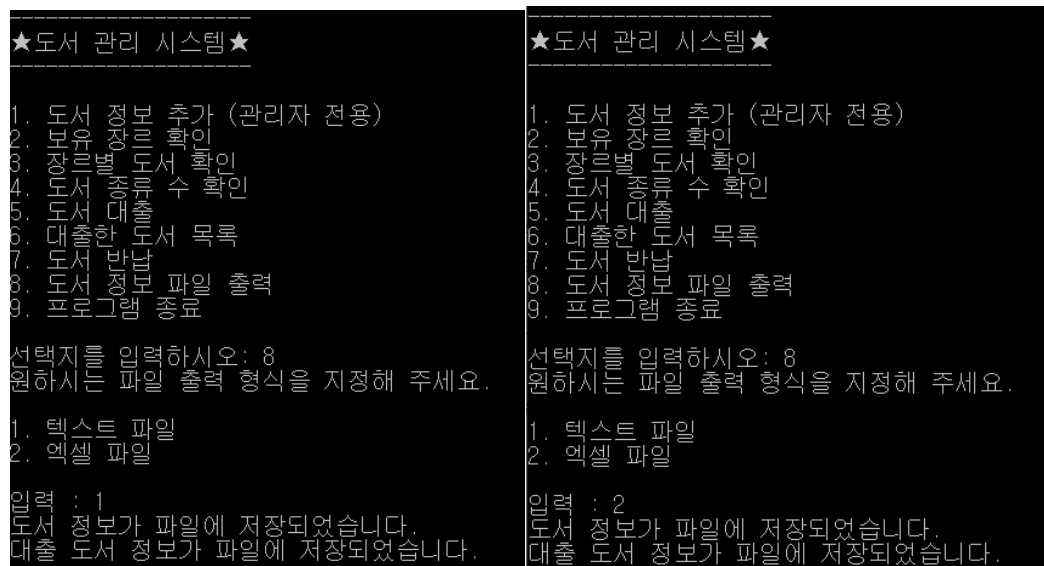 ★도서 관리 시스템★
1. 도서 정보 추가 (관리자 전용)
2. 보유 장르 확인
3. 장르별 도서 확인
4. 도서 종류 수 확인
5. 도서 대출
6. 대출한 도서 목록
7. 도서 반납
8. 도서 정보 파일 출력
9. 프로그램 종료
선택지를 입력하시오: 8
원하시는 파일 출력 형식을 지정해 주세요.
1. 텍스트 파일
2. 엑셀 파일
입력 : 1
도서 정보가 파일에 저장되었습니다.
대출 도서 정보가 파일에 저장되었습니다.
★도서 관리 시스템★
1. 도서 정보 추가 (관리자 전용)
2. 보유 장르 확인
3. 장르별 도서 확인
4. 도서 종류 수 확인
5. 도서 대출
6. 대출한 도서 목록
7. 도서 반납
8. 도서 정보 파일 출력
9. 프로그램 종료
선택지를 입력하시오: 8
원하시는 파일 출력 형식을 지정해 주세요.
1. 텍스트 파일
2. 엑셀 파일
입력 : 2
도서 정보가 파일에 저장되었습니다.
대출 도서 정보가 파일에 저장되었습니다.